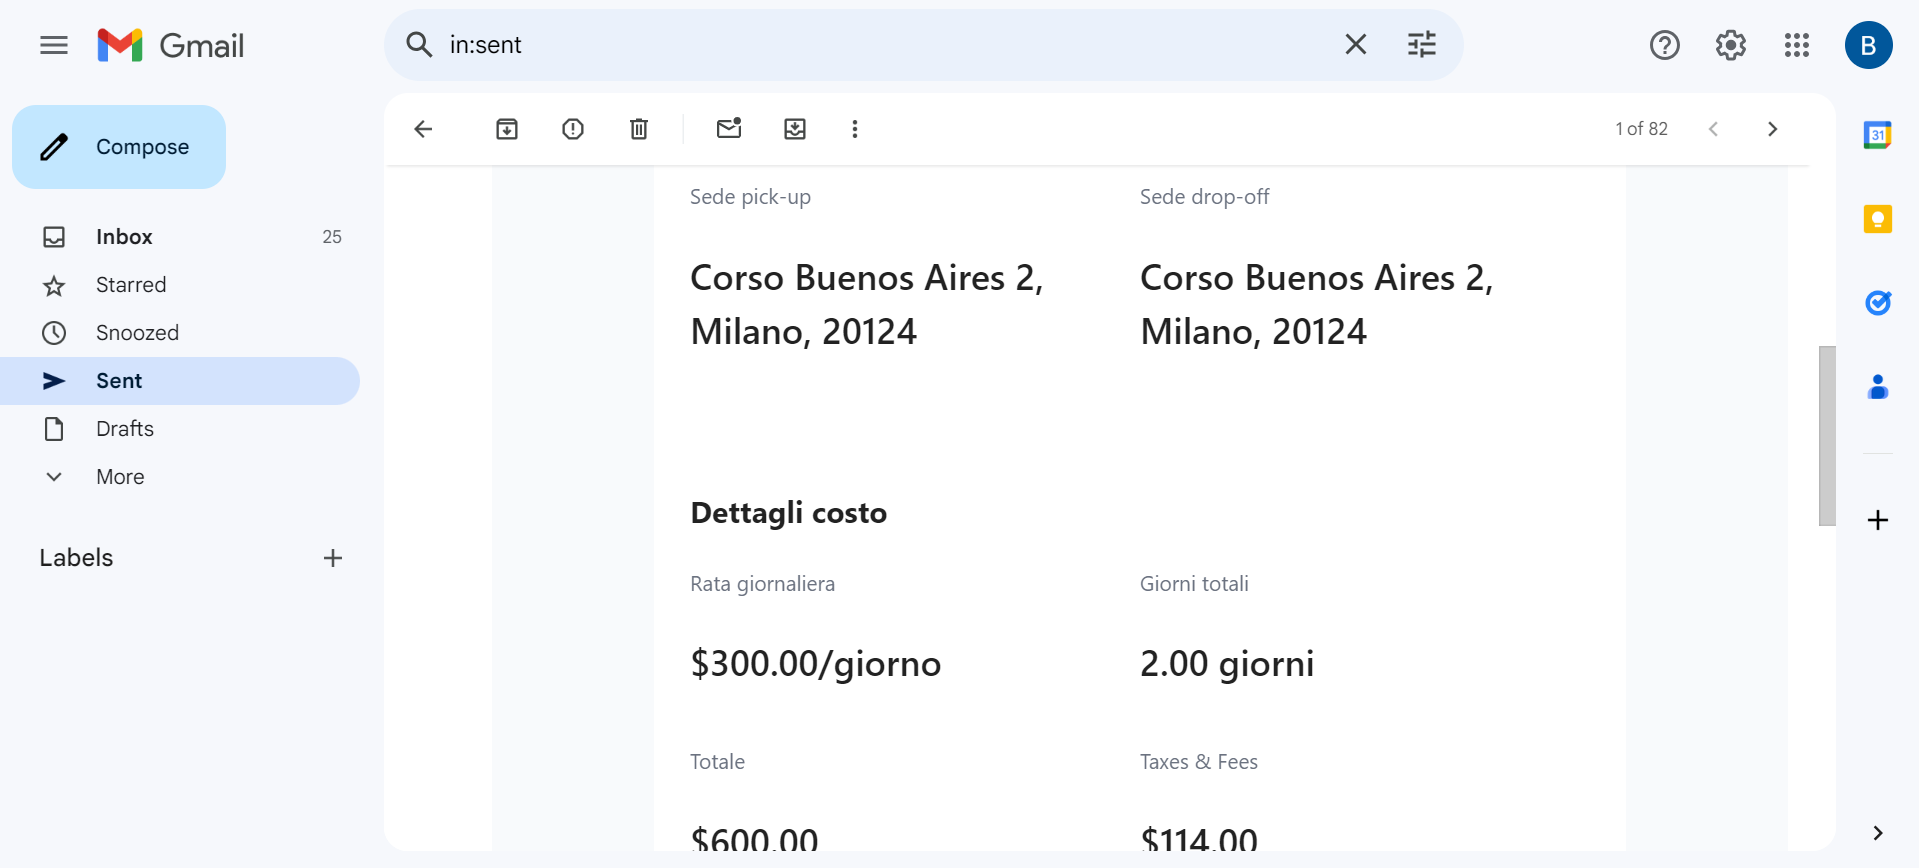 Gmail
in:sent
B
Compose
1 of 82
Inbox 25
Starred
Snoozed
Sent
Drafts
More
Labels
Sede pick-up
Corso Buenos Aires 2,
Milano, 20124
Sede drop-off
Corso Buenos Aires 2,
Milano, 20124
Dettagli costo
Rata giornaliera
$300.00/giorno
Giorni totali
2.00 giorni
Totale
$600.00
Taxes & Fees
$114.00
31